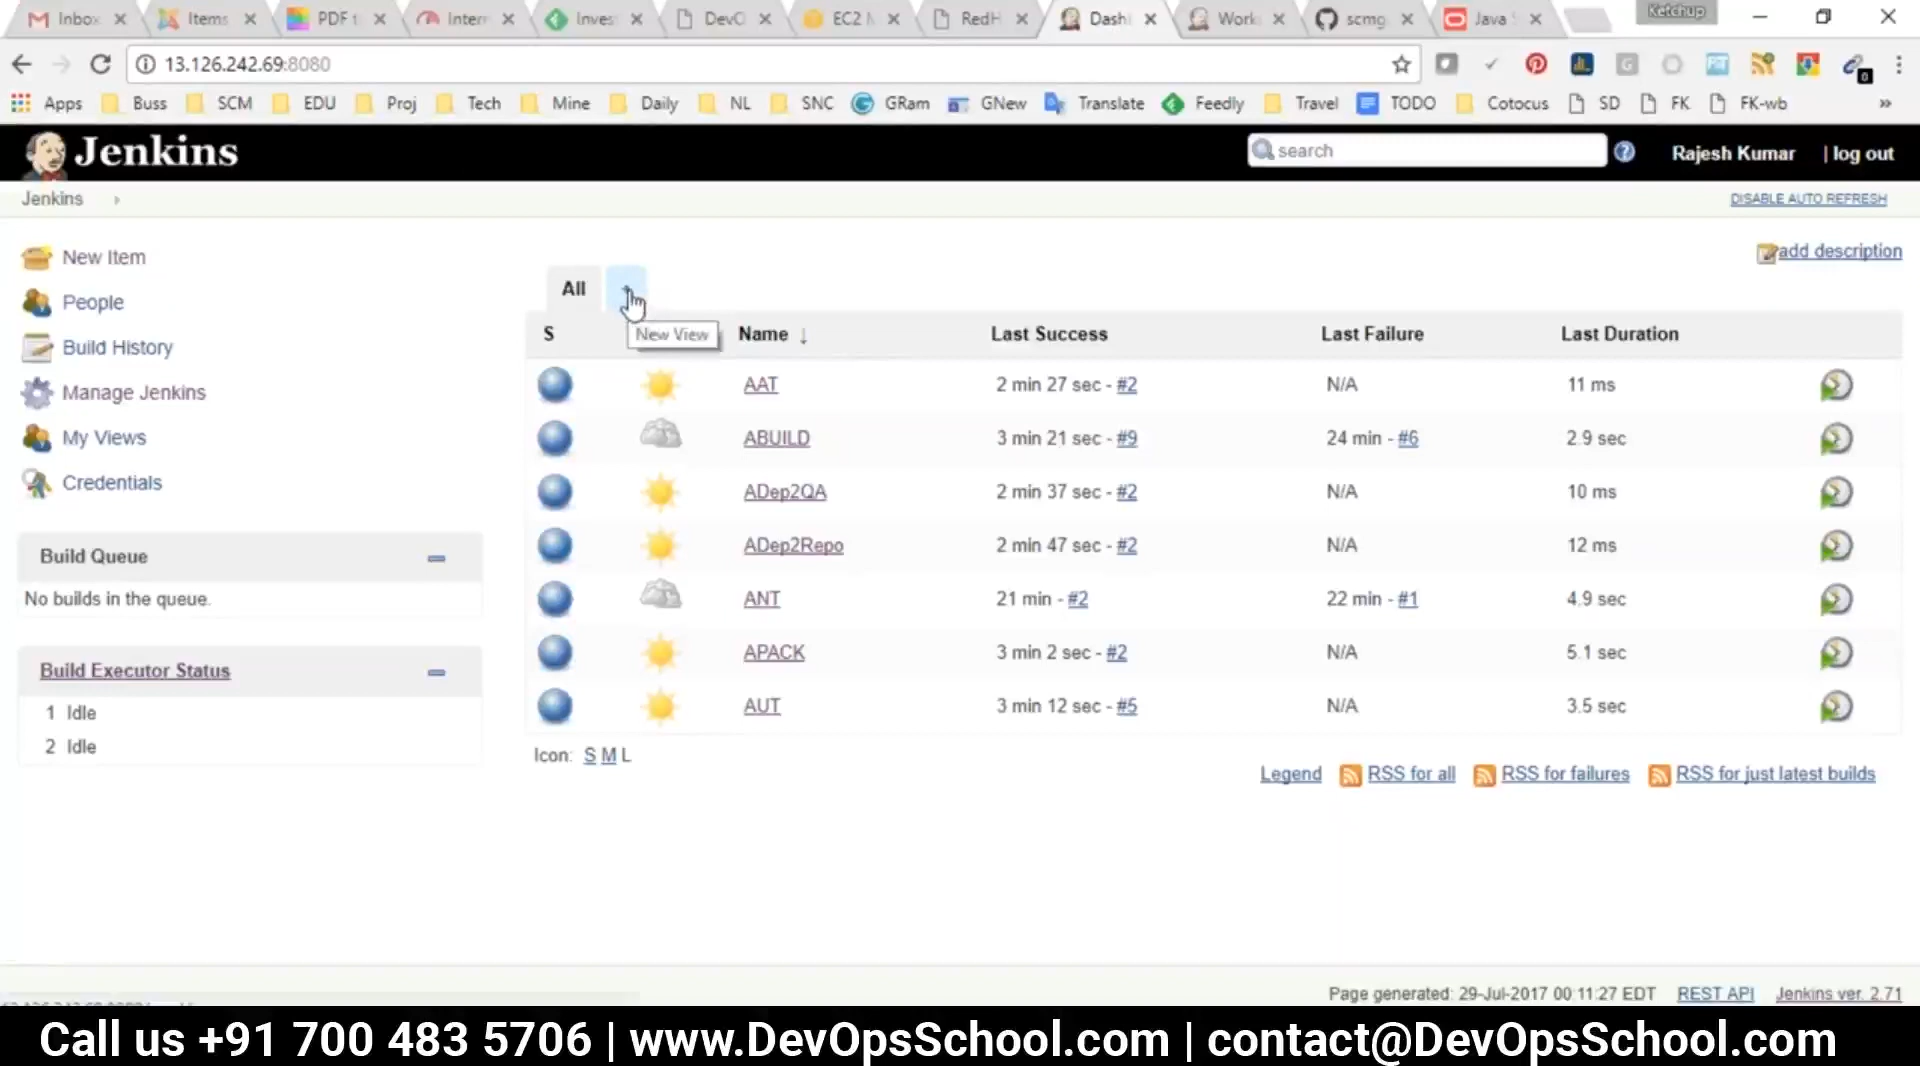 Inbox
Items
PDF t
Intern
Inves
DevO
EC2 M
RedH
Dash
Work
scmg
Java
Ketchup
13.126.242.69:8080
Apps Buss SCM EDU Proj Tech Mine Daily NL SNC GRam GNew Translate Feedly Travel TODO Cotocus SD FK FK-wb »
Jenkins
search
Rajesh Kumar | log out
Jenkins
DISABLE AUTO REFRESH
New Item
People
Build History
Manage Jenkins
My Views
Credentials
Build Queue
No builds in the queue.
Build Executor Status
1 Idle
2 Idle
add description
All
New View
S Name ↓ Last Success Last Failure Last Duration
AAT 2 min 27 sec - #2 N/A 11 ms
ABUILD 3 min 21 sec - #9 24 min - #6 2.9 sec
ADep2QA 2 min 37 sec - #2 N/A 10 ms
ADep2Repo 2 min 47 sec - #2 N/A 12 ms
ANT 21 min - #2 22 min - #1 4.9 sec
APACK 3 min 2 sec - #2 N/A 5.1 sec
AUT 3 min 12 sec - #5 N/A 3.5 sec
Icon: S M L
Legend RSS for all RSS for failures RSS for just latest builds
Page generated: 29-Jul-2017 00:11:27 EDT REST API Jenkins ver. 2.71
Call us +91 700 483 5706 | www.DevOpsSchool.com | contact@DevOpsSchool.com